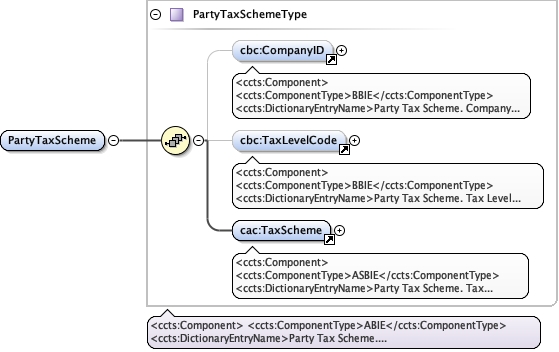 PartyTaxSchemeType
cbc:CompanyID
<ccts:Component>
<ccts:ComponentType>BBIE</ccts:ComponentType>
<ccts:DictionaryEntryName>Party Tax Scheme. Company...
PartyTaxScheme
cbc:TaxLevelCode
<ccts:Component>
<ccts:ComponentType>BBIE</ccts:ComponentType>
<ccts:DictionaryEntryName>Party Tax Scheme. Tax Level...
cac:TaxScheme
<ccts:Component>
<ccts:ComponentType>ASBIE</ccts:ComponentType>
<ccts:DictionaryEntryName>Party Tax Scheme. Tax...
<ccts:Component> <ccts:ComponentType>ABIE</ccts:ComponentType>
<ccts:DictionaryEntryName>Party Tax Scheme....